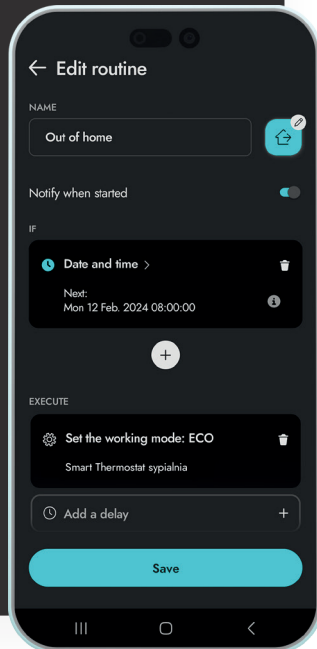 Edit routine
NAME
Out of home
Notify when started
IF
Date and time
Next:
Mon 12 Feb. 2024 08:00:00
EXECUTE
Set the working mode: ECO
Smart Thermostat sypialnia
Add a delay
Save